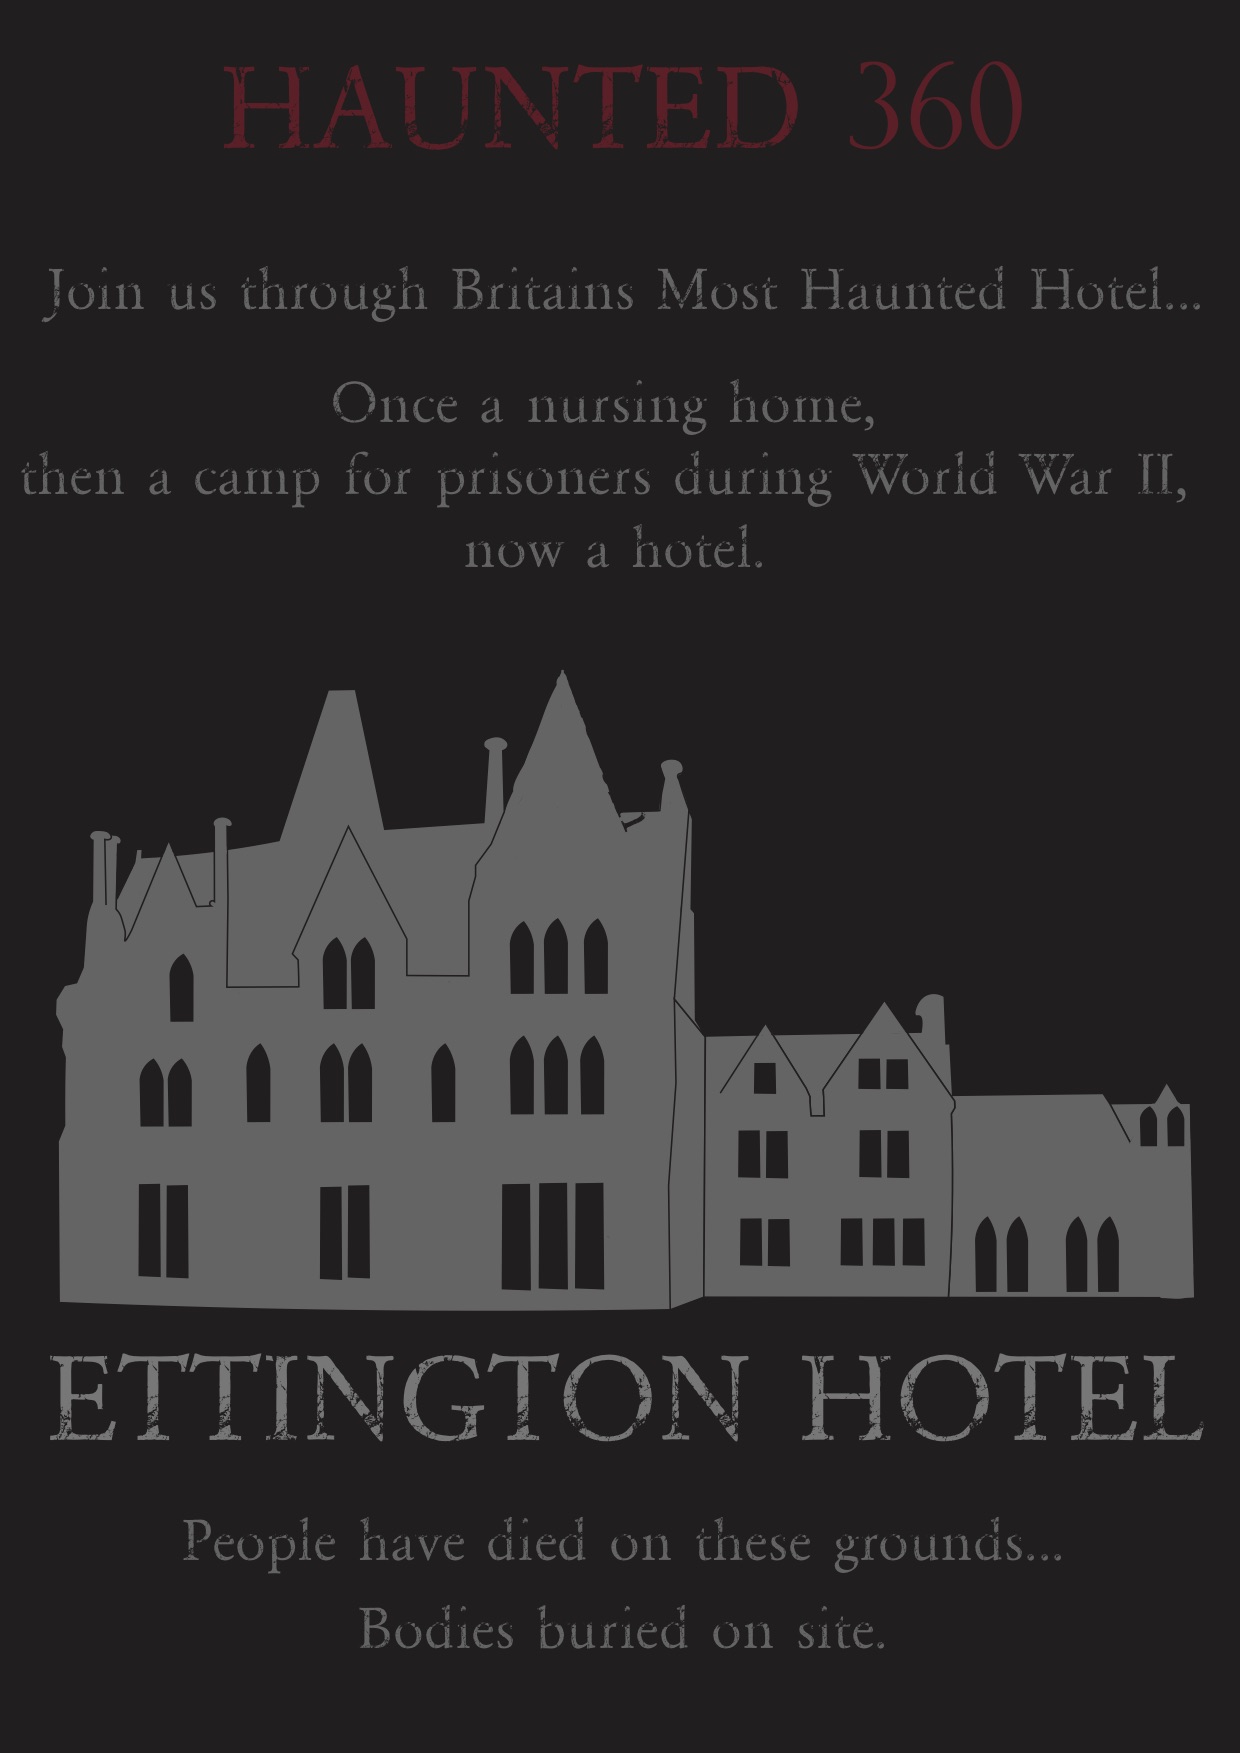 HAUNTED 360
Join us through Britains Most Haunted Hotel...
Once a nursing home,
then a camp for prisoners during World War II,
now a hotel.
ETTINGTON HOTEL
People have died on these grounds...
Bodies buried on site.